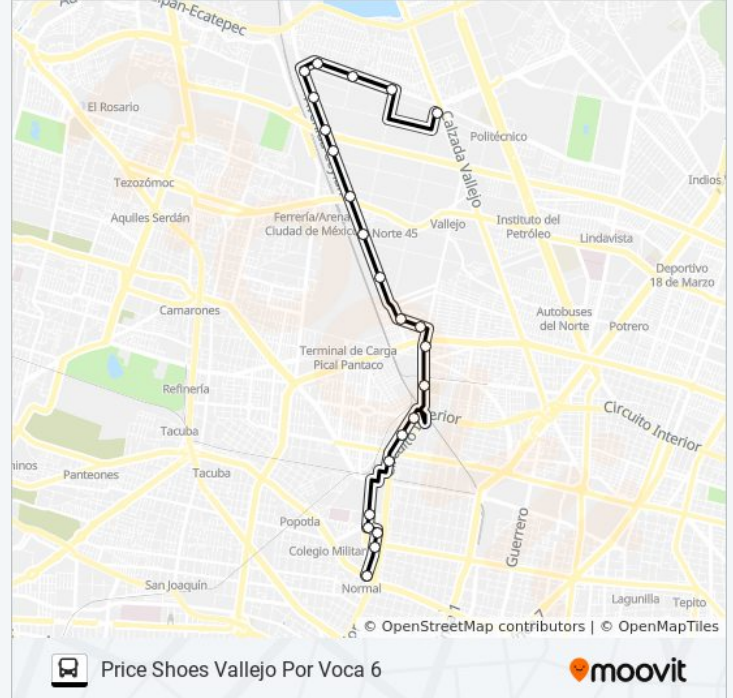 pan-Ecatepec
El Rosario
Calzada Vallejo
Politécnico
Tezozómoc
Indios
Aquiles Serdán
Ferrería/Arena
Ciudad de México
Norte 45
Vallejo
Instituto del
Petróleo
Lindavista
Deportivo
18 de Marzo
Camarones
Autobuses
del Norte
Potrero
Terminal de Carga
Pical Pantaco
Refinería
Circuito Interior
erior
Tacuba
inos
Panteones
Tacuba
Popotla
Guerrero
Colegio Militar
San Joaquín
Normal
Lagunilla
Tepito
© OpenStreetMap contributors | © OpenMapTiles
Price Shoes Vallejo Por Voca 6
moovit